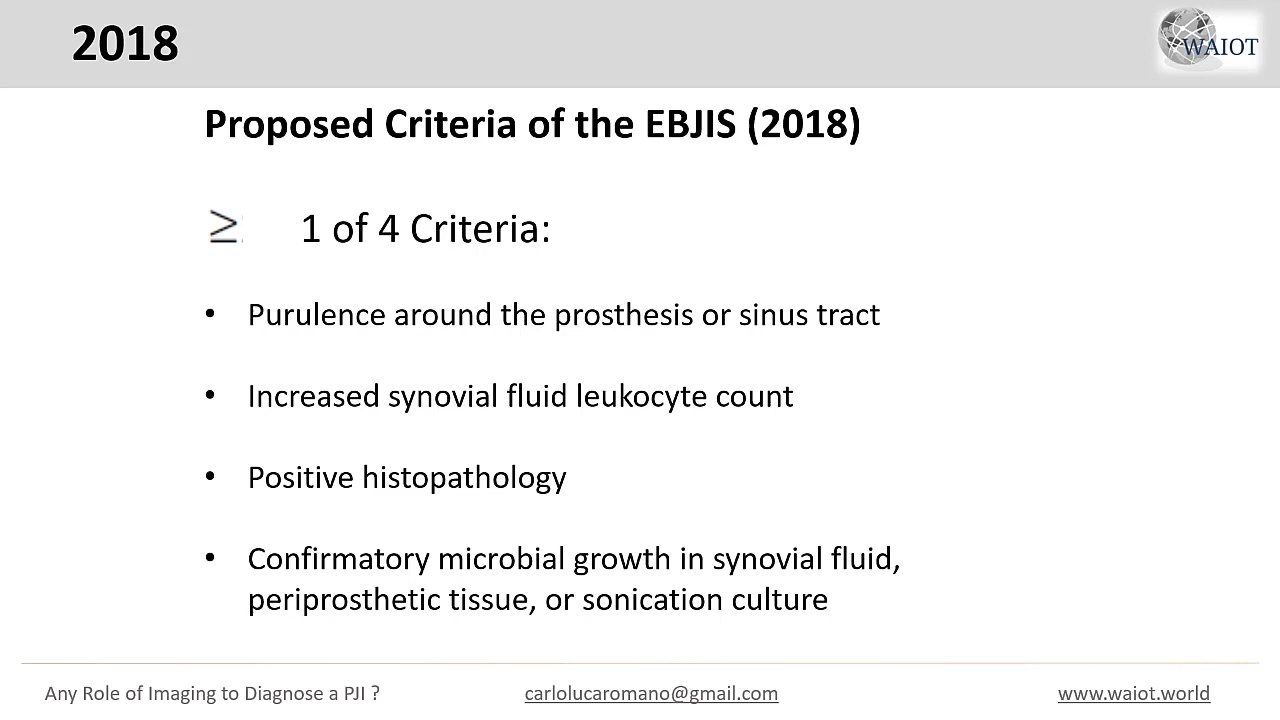 2018
WAIOT
Proposed Criteria of the EBJIS (2018)
≥ 1 of 4 Criteria:
• Purulence around the prosthesis or sinus tract
• Increased synovial fluid leukocyte count
• Positive histopathology
• Confirmatory microbial growth in synovial fluid,
periprosthetic tissue, or sonication culture
Any Role of Imaging to Diagnose a PJI ?
carlolucaromano@gmail.com
www.waiot.world